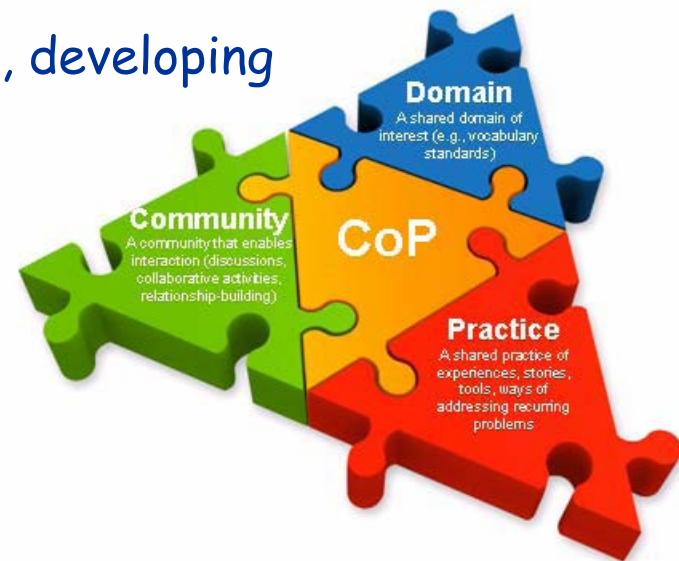 , developing
Domain
A shared domain of
interest (e.g., vocabulary
standards)
Community
A community that enables
interaction (discussions,
collaborative activities,
relationship-building)
CoP
Practice
A shared practice of
experiences, stories,
tools, ways of
addressing recurring
problems